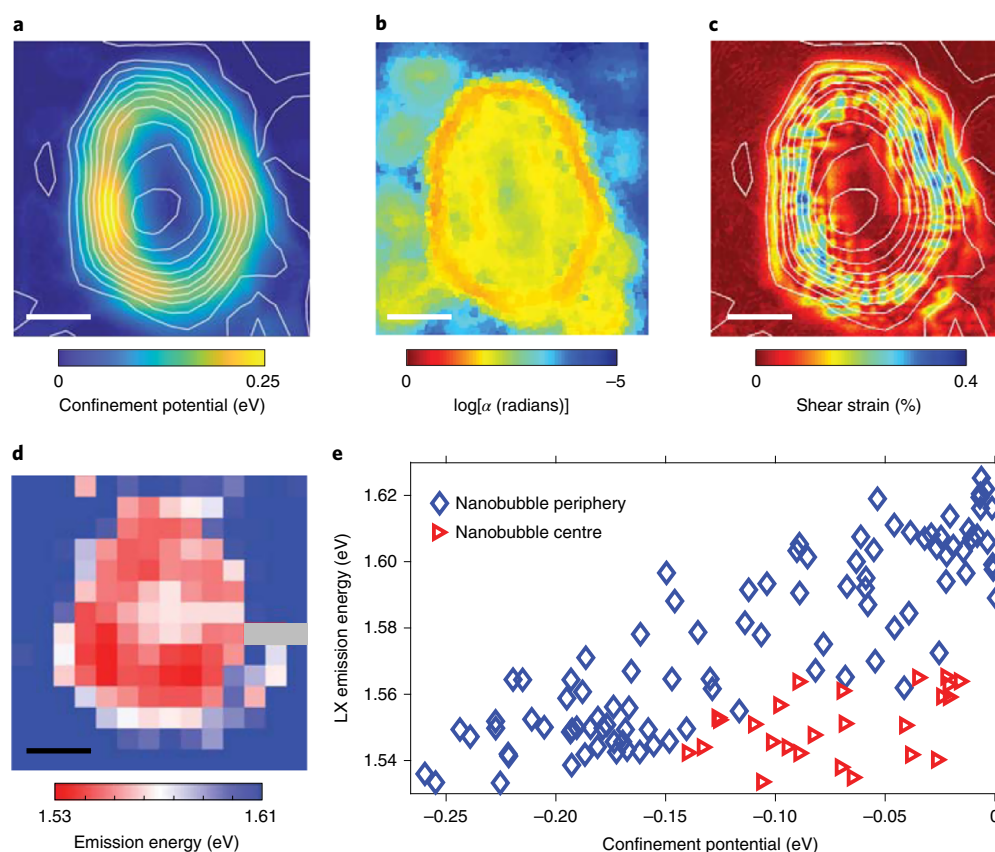 a
b
c
0
0.25
Confinement potential (eV)
0
−5
log[α (radians)]
0
0.4
Shear strain (%)
d
e
1.53
1.61
Emission energy (eV)
1.62
1.60
1.58
1.56
1.54
LX emission energy (eV)
Nanobubble periphery
Nanobubble centre
−0.25
−0.20
−0.15
−0.10
−0.05
0
Confinement potential (eV)